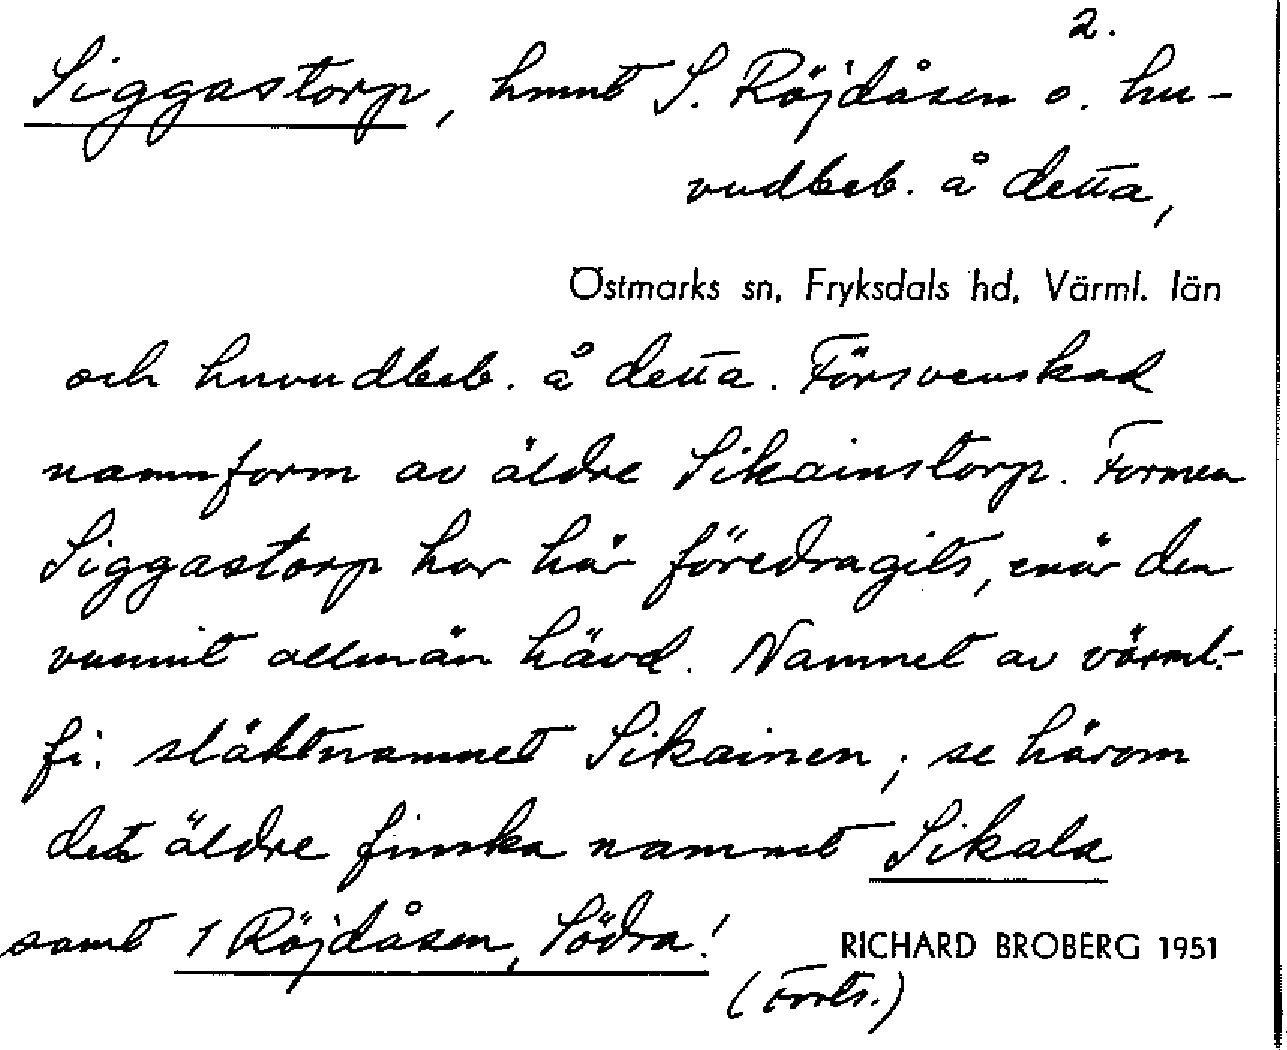 2.
Siggastorp, hmnt S. Röjdåsen o. hu-
vudbeb. å detta,
Östmarks sn, Fryksdals hd, Värml. län
och huvudbeb. å detta. Försvenskad
namnform av äldre Sikainstorp. Formen
Siggastorp har här föredragits, enär den
vunnit allmän hävd. Namnet av värml.-
fi. släktnamnet Sikainen; se härom
det äldre finska namnet Sikala
samt 1 Röjdåsen, Södra!
RICHARD BROBERG 1951
(Forts.)